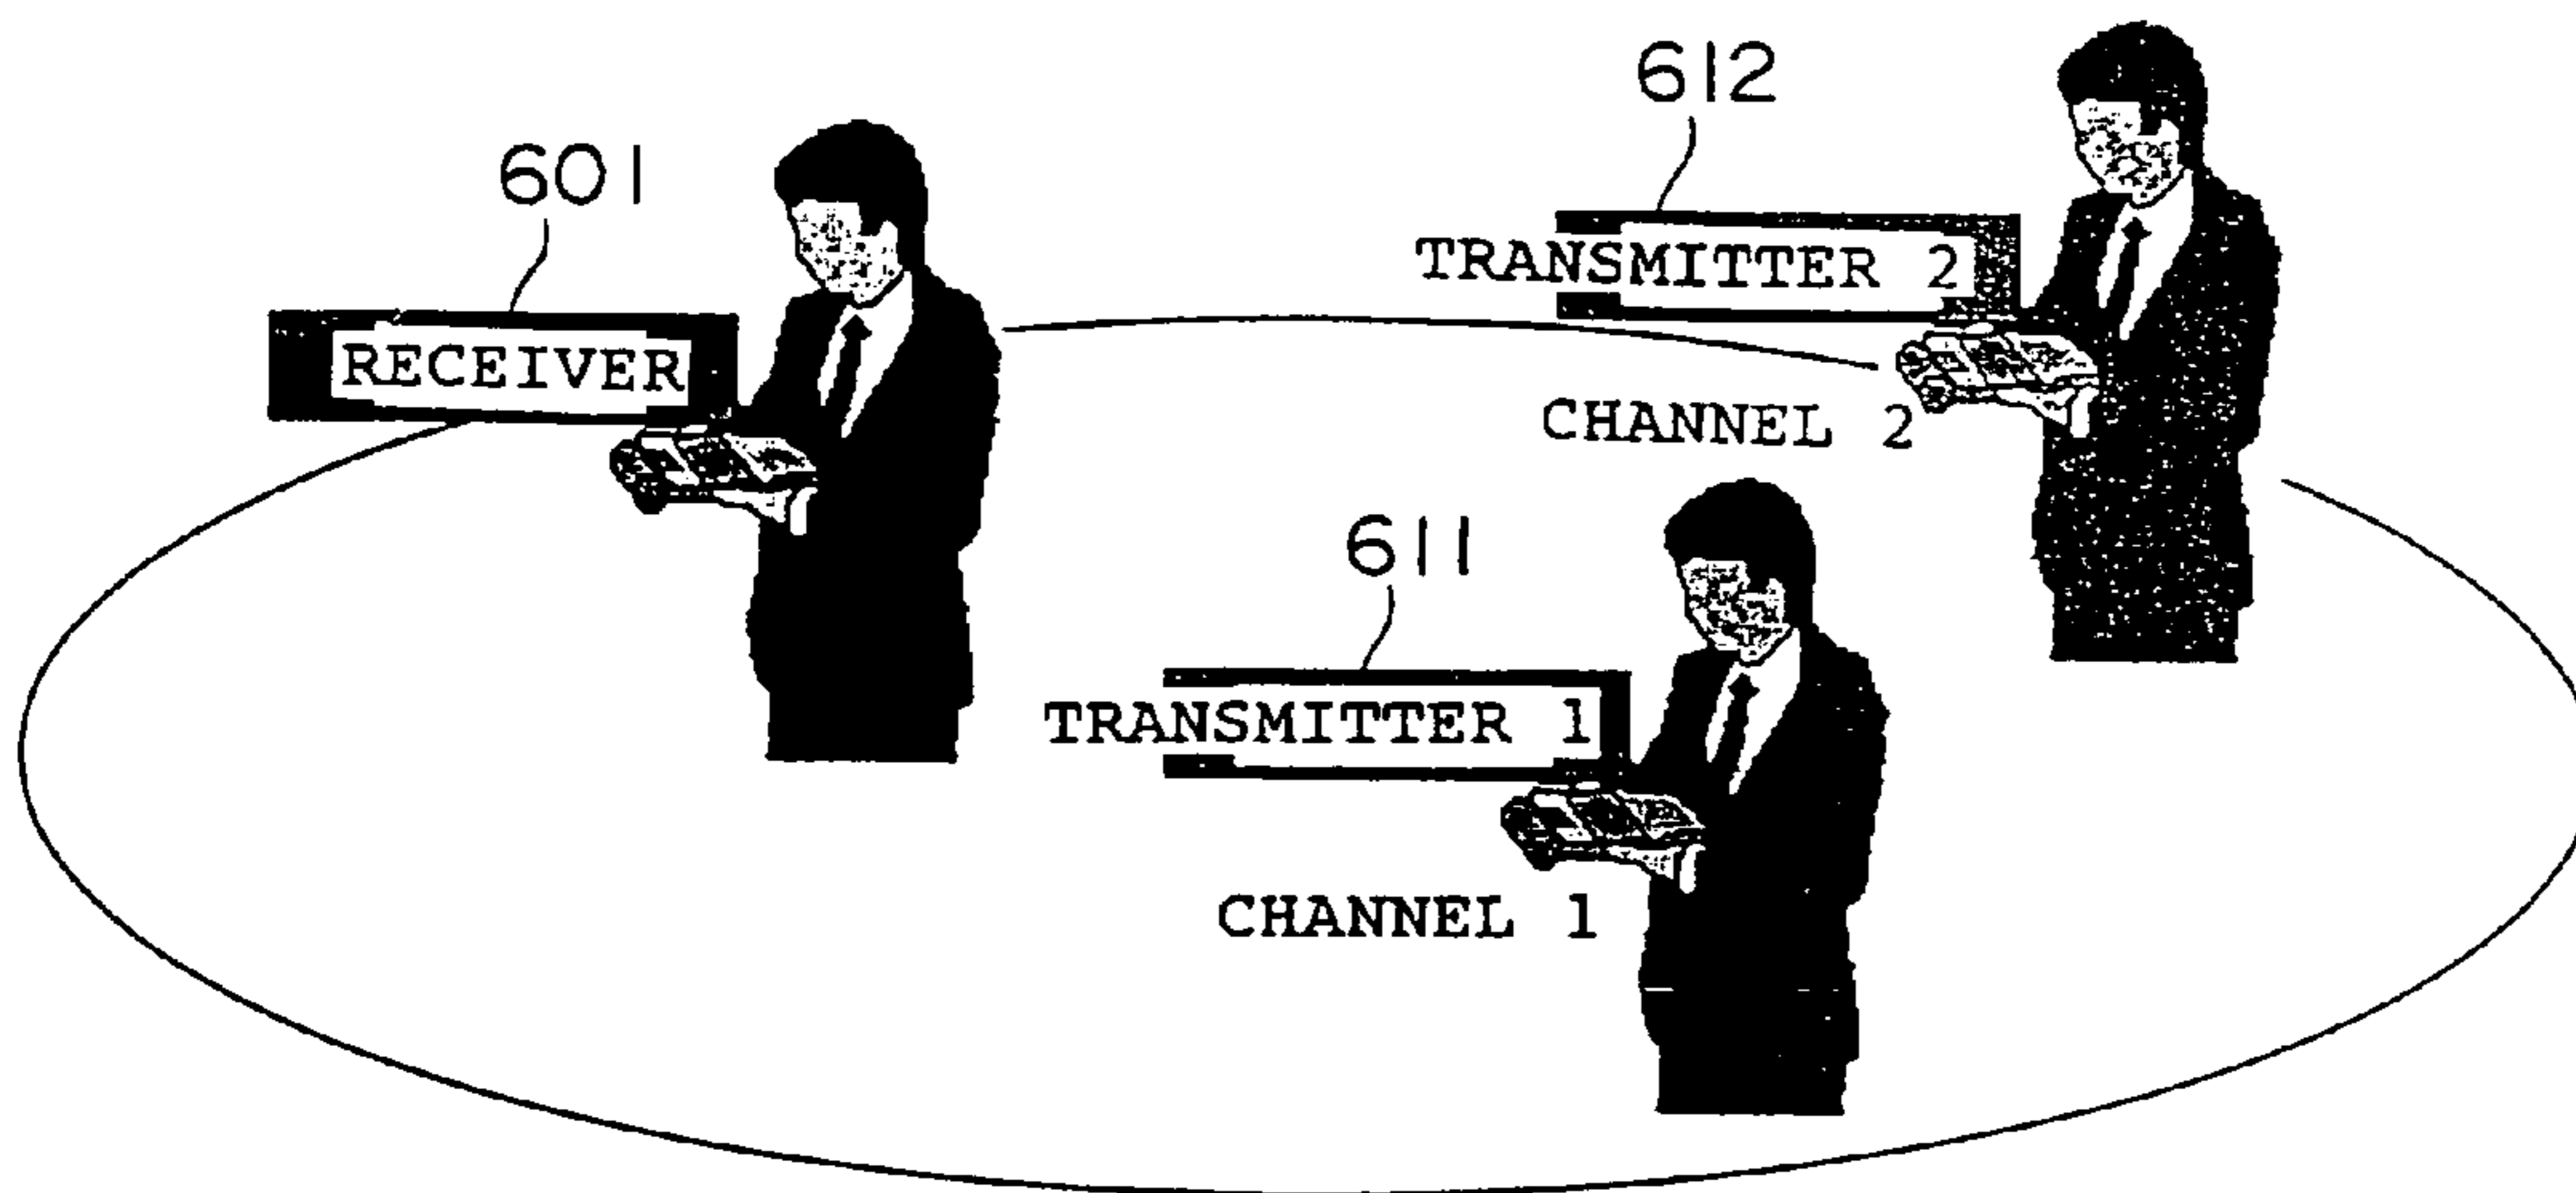 612
601
TRANSMITTER 2
RECEIVER
CHANNEL 2
611
TRANSMITTER 1
CHANNEL 1